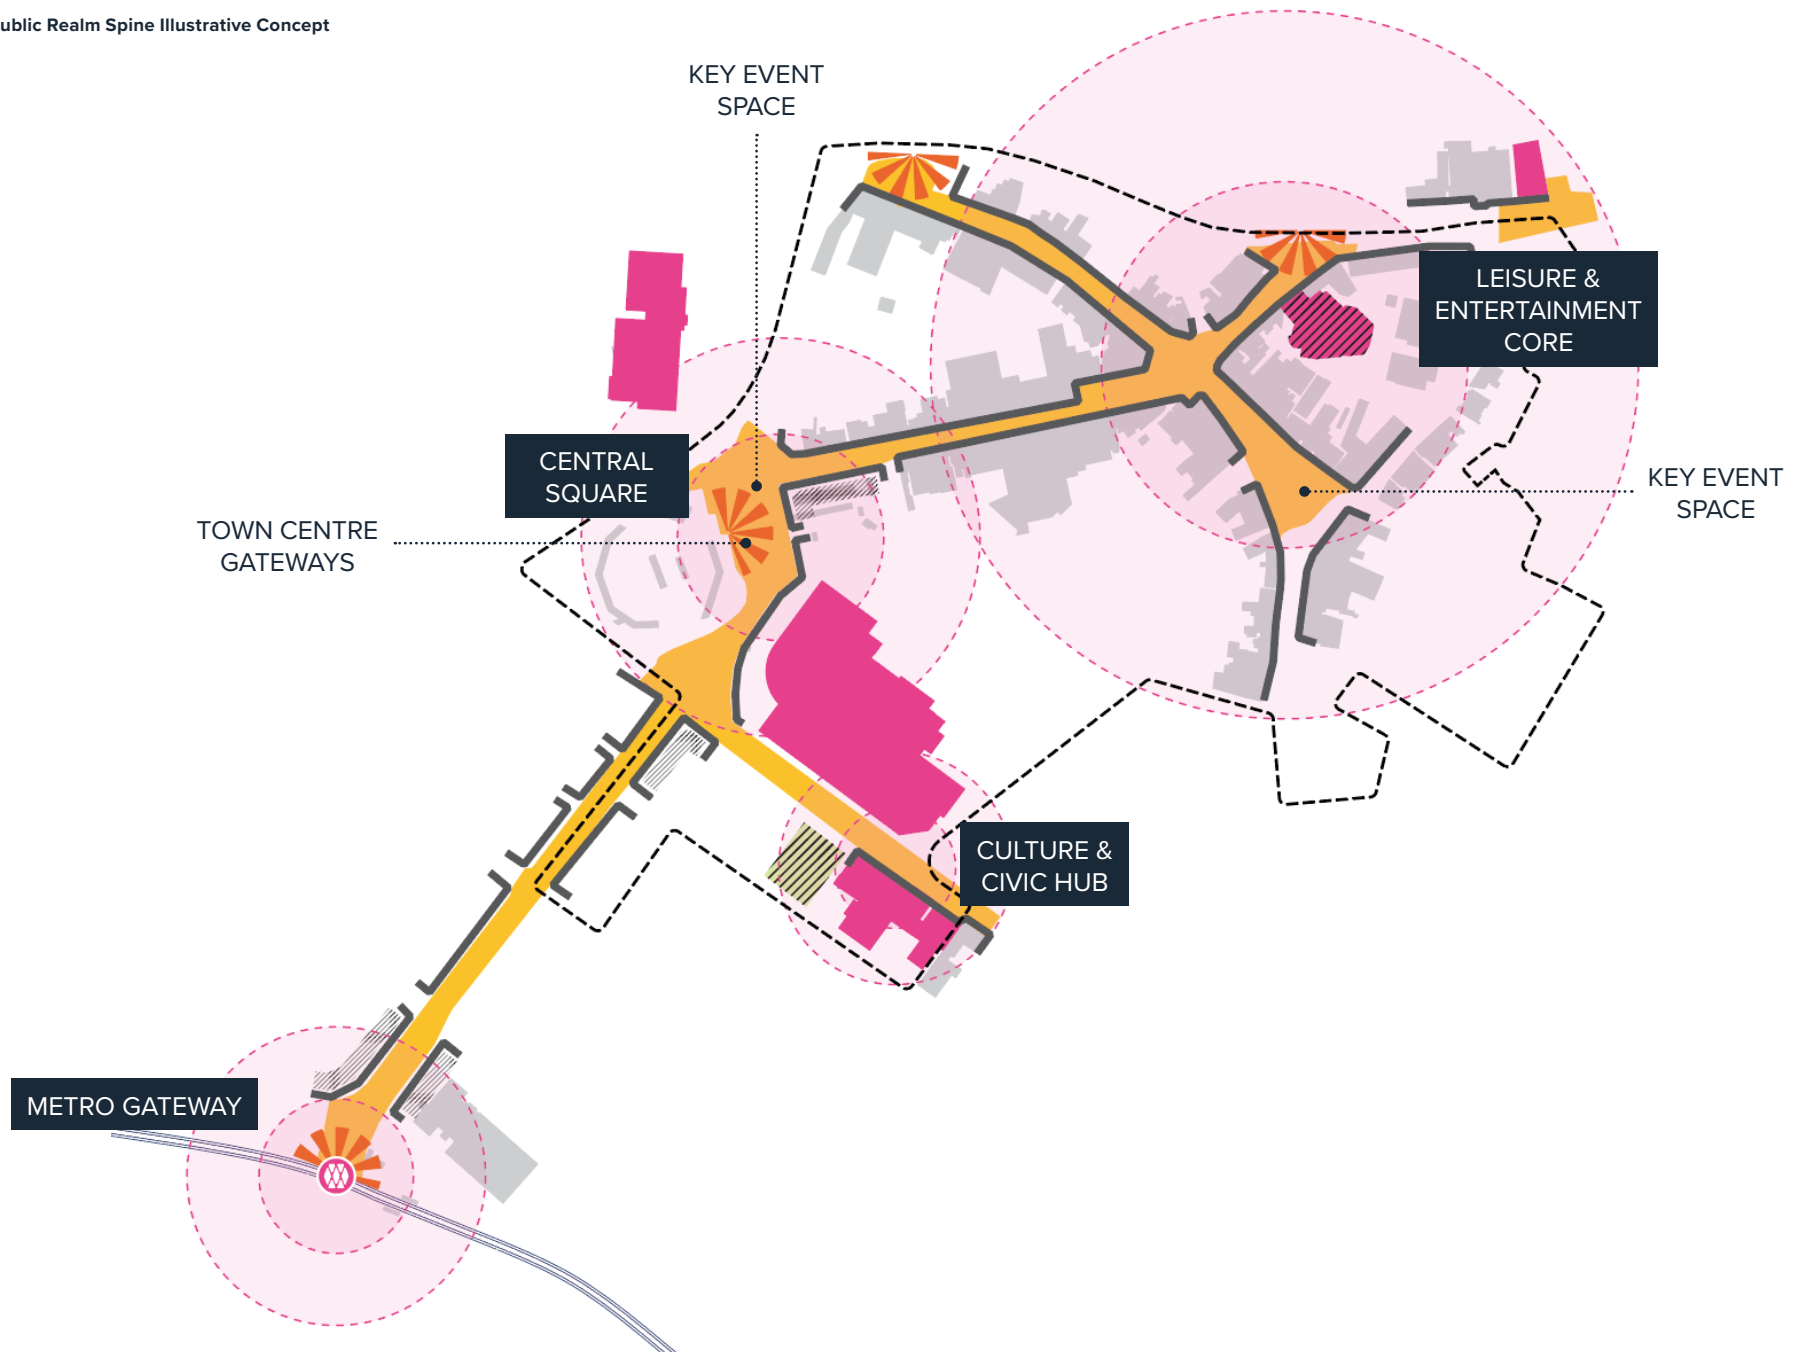 ublic Realm Spine Illustrative Concept
KEY EVENT
SPACE
LEISURE &
ENTERTAINMENT
CORE
CENTRAL
SQUARE
KEY EVENT
SPACE
TOWN CENTRE
GATEWAYS
CULTURE &
CIVIC HUB
METRO GATEWAY